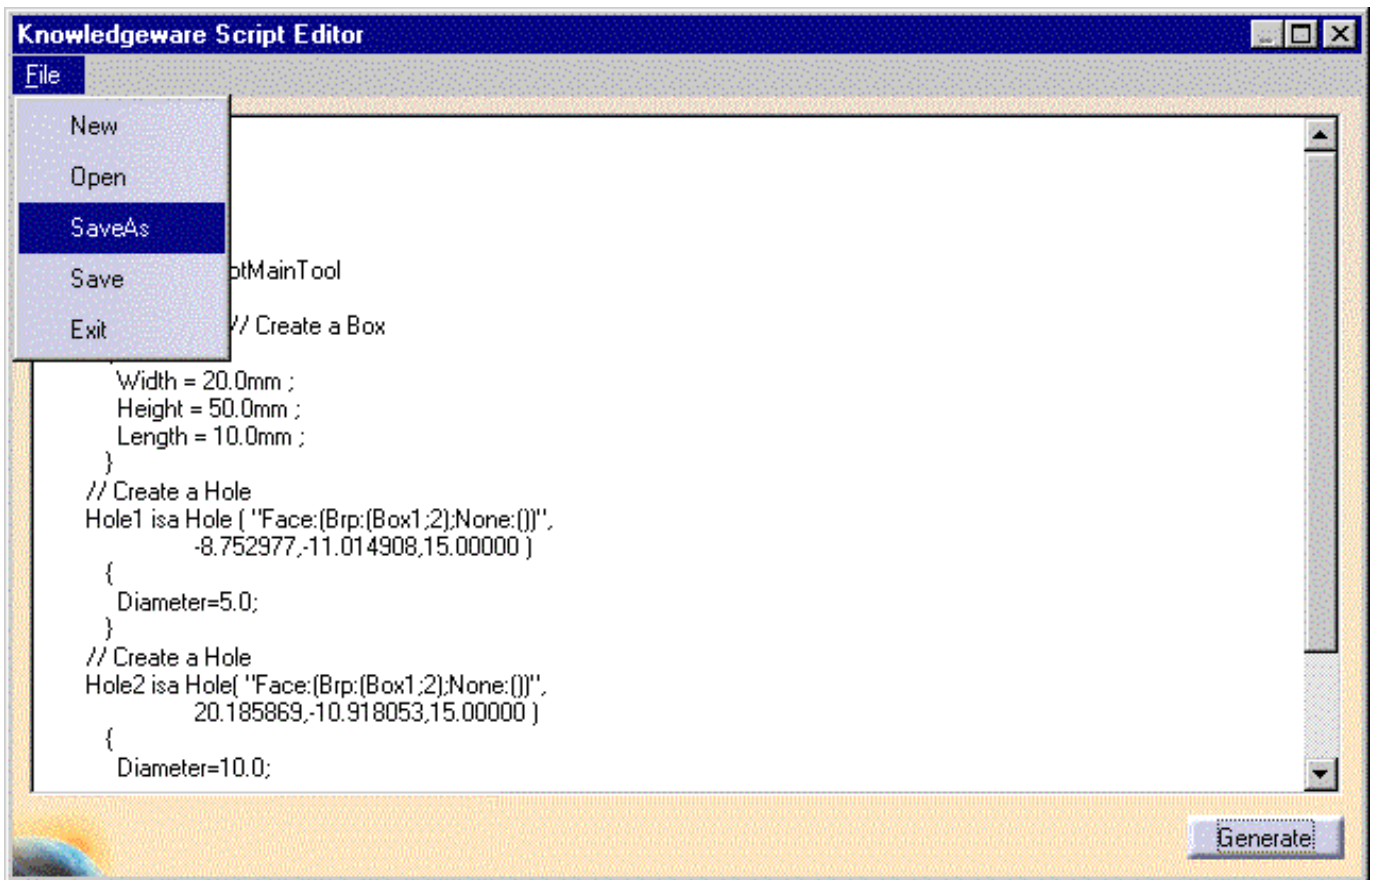 Knowledgeware Script Editor
File
New
Open
SaveAs
Save
Exit
otMainTool
// Create a Box
Width = 20.0mm ;
Height = 50.0mm ;
Length = 10.0mm ;
}
// Create a Hole
Hole1 isa Hole ( "Face:(Brp:(Box1;2);None:())",
-8.752977,-11.014908,15.00000 )
{
Diameter=5.0;
}
// Create a Hole
Hole2 isa Hole( "Face:(Brp:(Box1;2);None:())",
20.185869,-10.918053,15.00000 )
{
Diameter=10.0;
Generate